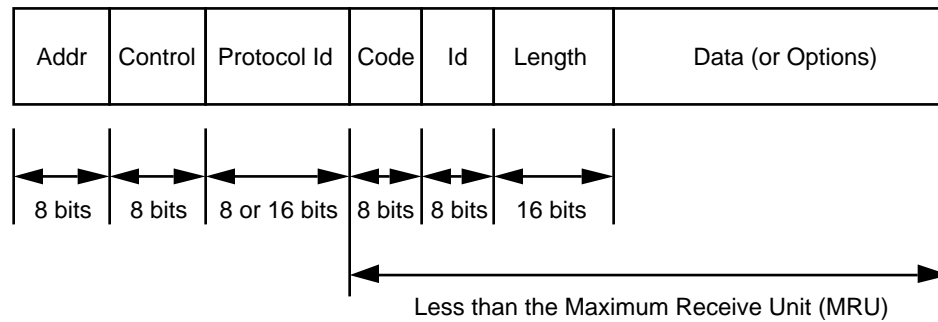 Addr Control Protocol Id Code Id Length Data (or Options)
8 bits 8 bits 8 or 16 bits 8 bits 8 bits 16 bits
Less than the Maximum Receive Unit (MRU)